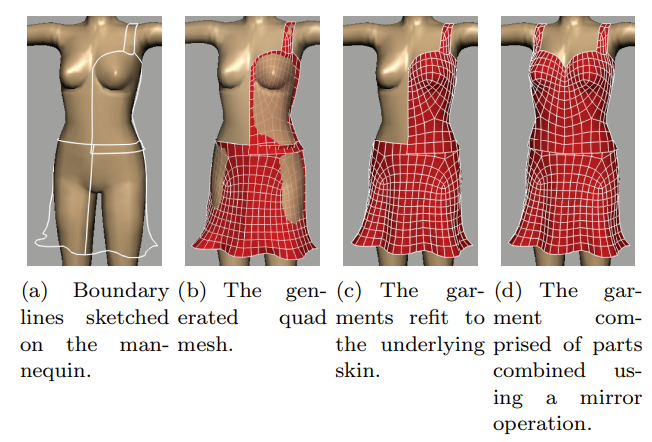 (a) Boundary
lines sketched
on the man-
nequin.
(b) The gen-
erated quad
mesh.
(c) The gar-
ments refit to
the underlying
skin.
(d) The gar-
ment com-
prised of parts
combined us-
ing a mirror
operation.